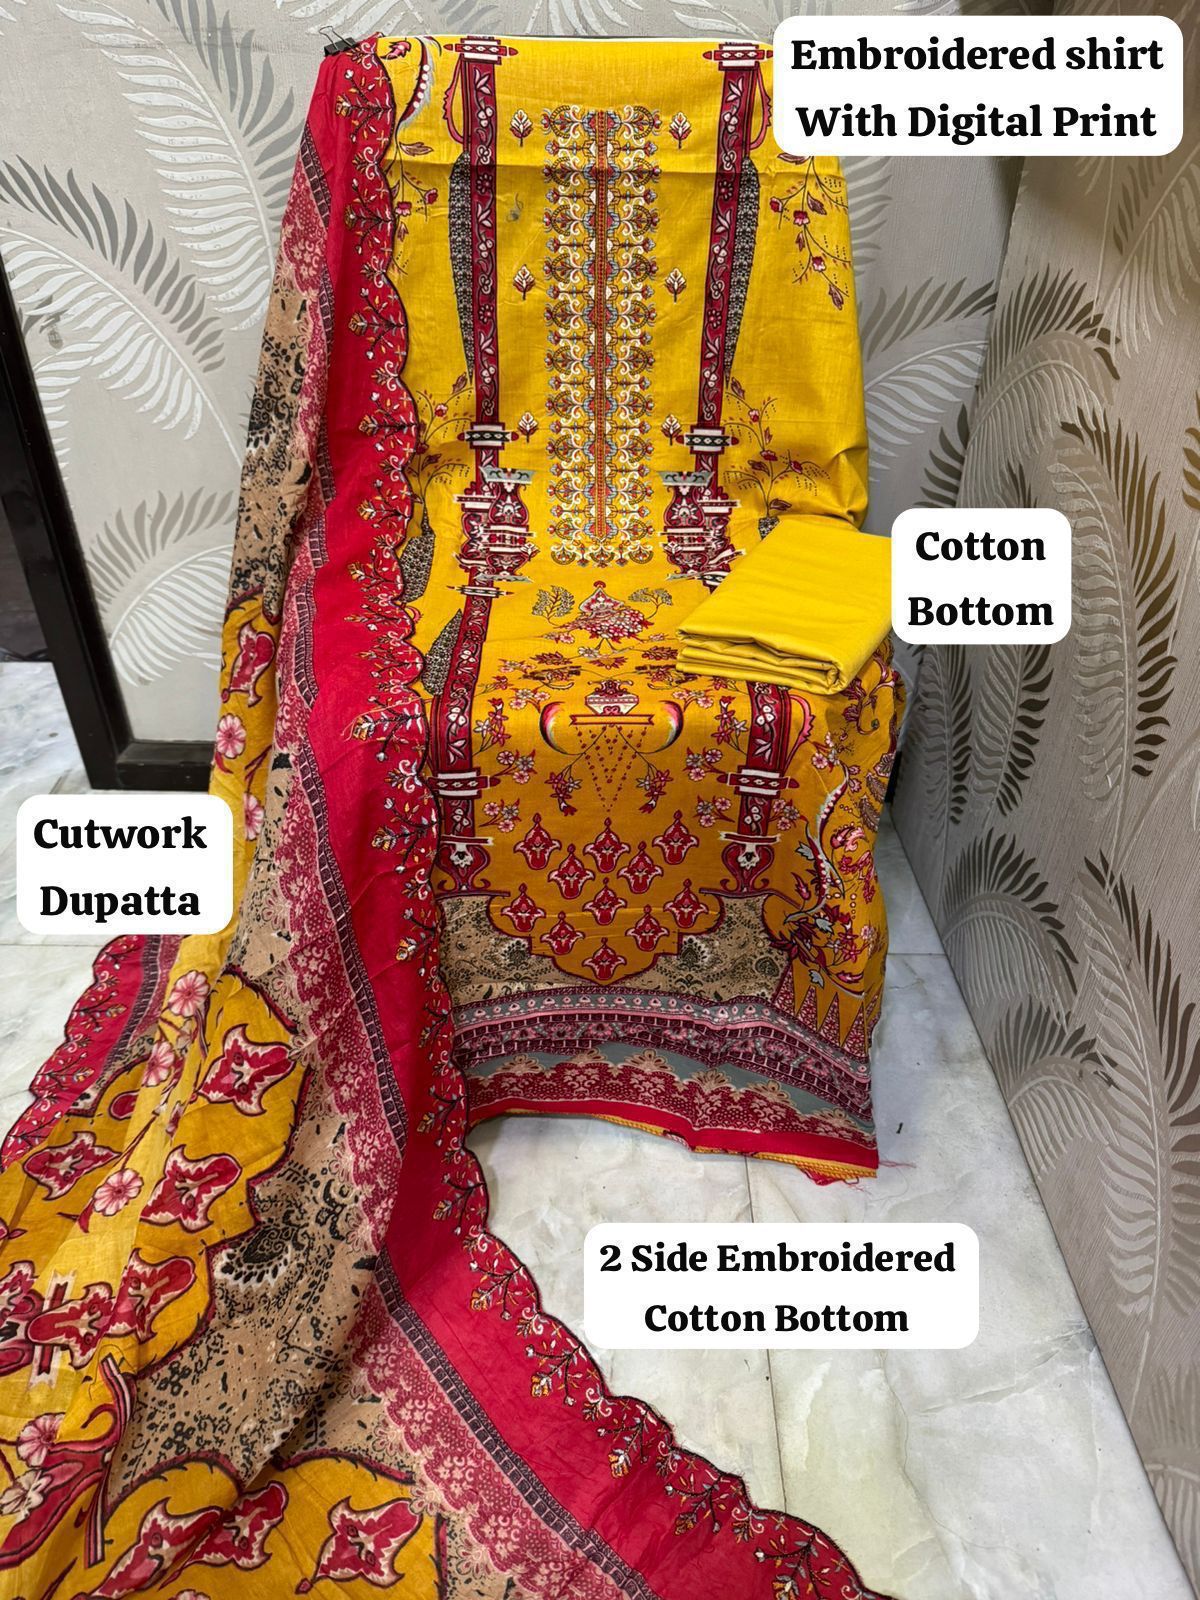 Embroidered shirt
With Digital Print
Cotton
Bottom
Cutwork
Dupatta
2 Side Embroidered
Cotton Bottom